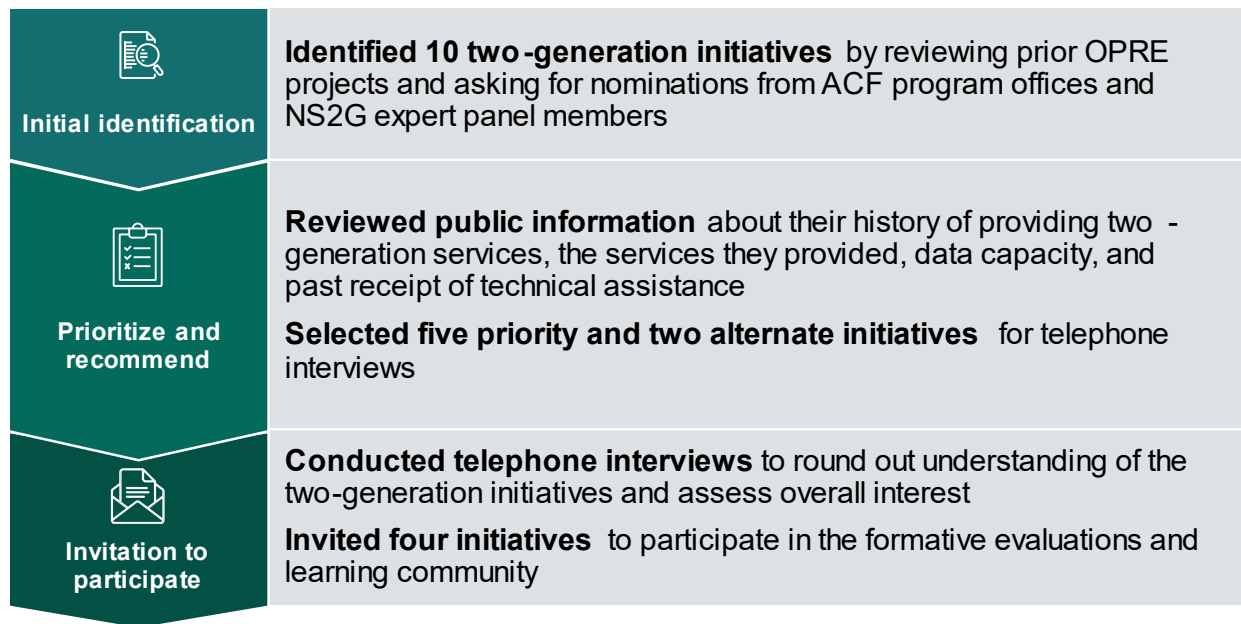 Initial identification
Identified 10 two-generation initiatives by reviewing prior OPRE
projects and asking for nominations from ACF program offices and
NS2G expert panel members
Prioritize and
recommend
Reviewed public information about their history of providing two -
generation services, the services they provided, data capacity, and
past receipt of technical assistance
Selected five priority and two alternate initiatives for telephone
interviews
Invitation to
participate
Conducted telephone interviews to round out understanding of the
two-generation initiatives and assess overall interest
Invited four initiatives to participate in the formative evaluations and
learning community